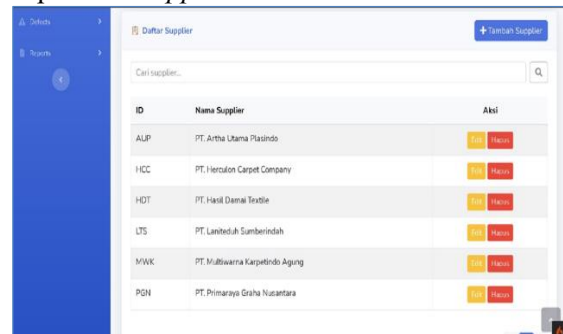 Supplier
Defects
Reports
Daftar Supplier
+ Tambah Supplier
Cari supplier...
ID Nama Supplier Aksi
AUP PT. Artha Utama Plasindo Edit Hapus
HCC PT. Herculon Carpet Company Edit Hapus
HDT PT. Hasil Damai Textile Edit Hapus
LTS PT. Laniteduh Sumberindah Edit Hapus
MWK PT. Multiwarna Karpetindo Agung Edit Hapus
PGN PT. Primaraya Graha Nusantara Edit Hapus